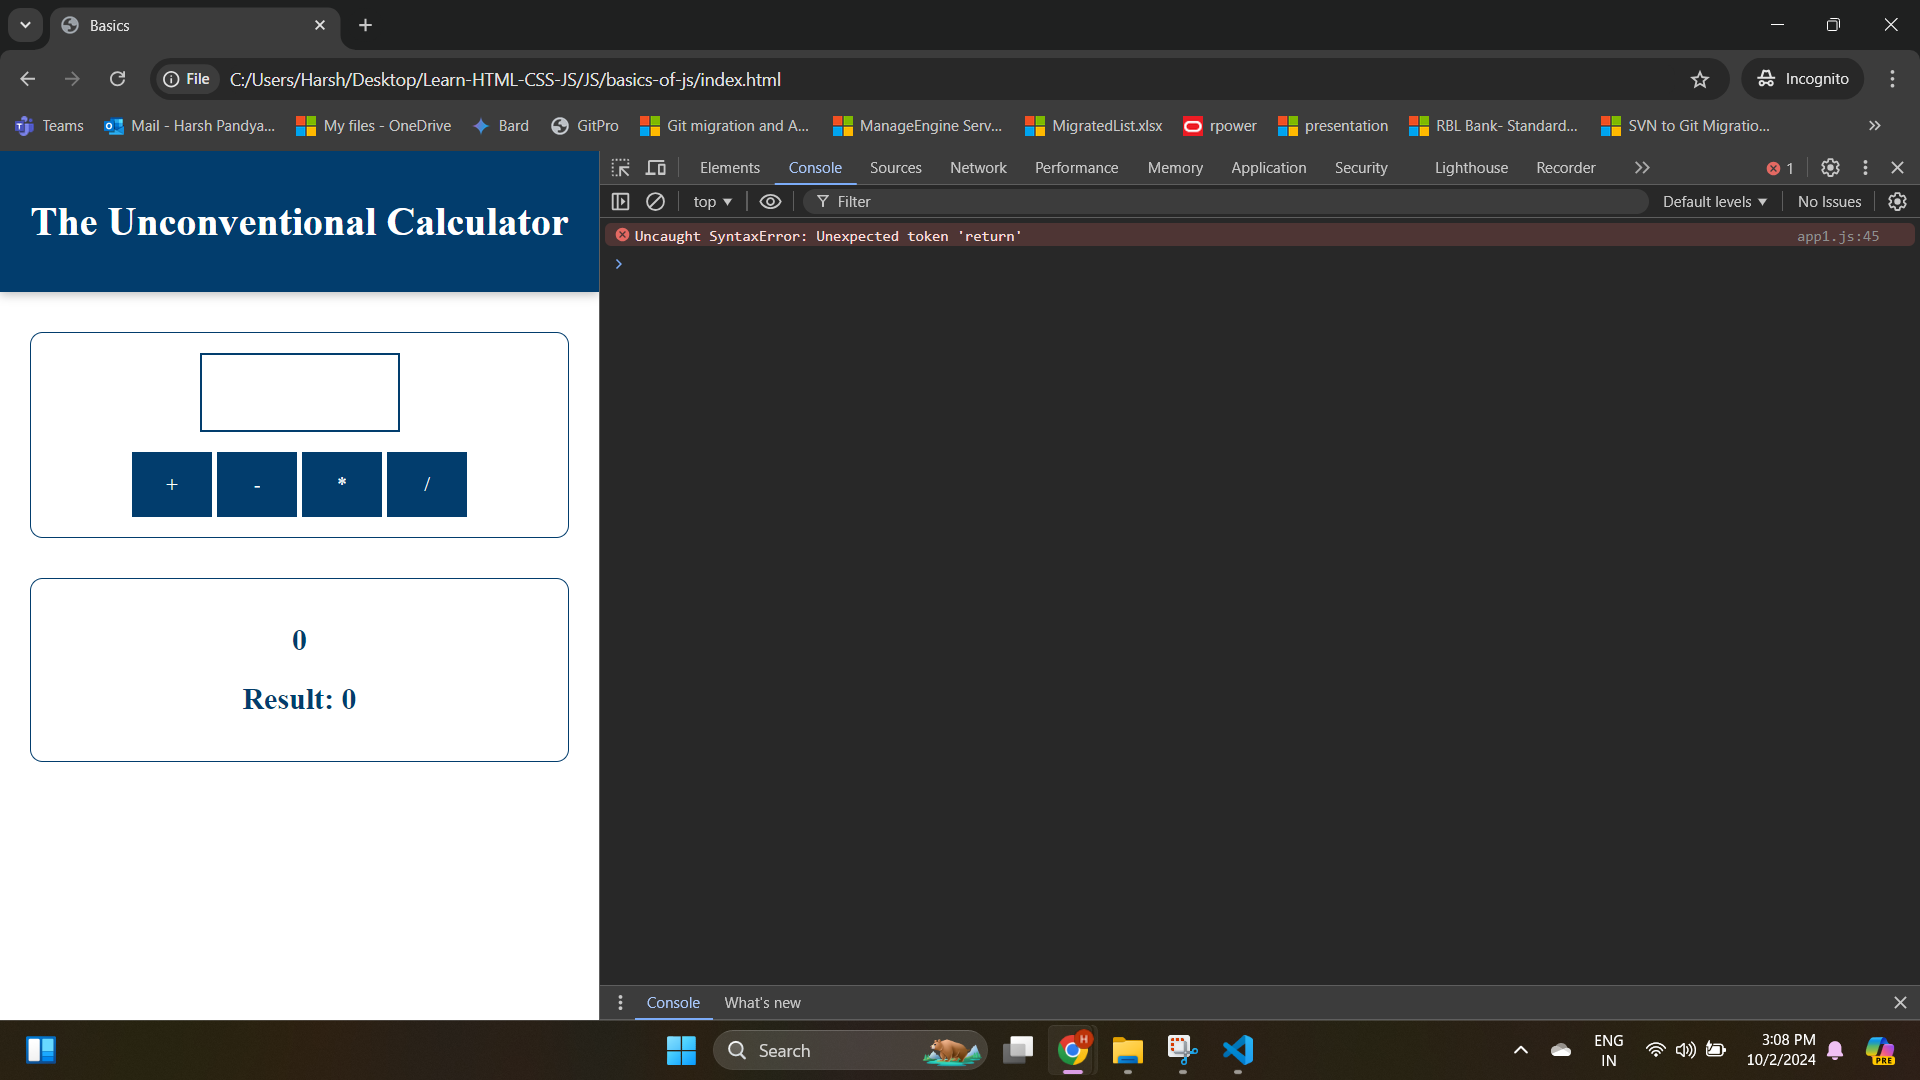 Basics
File C:/Users/Harsh/Desktop/Learn-HTML-CSS-JS/JS/basics-of-js/index.html Incognito
Teams Mail - Harsh Pandya... My files - OneDrive Bard GitPro Git migration and A... ManageEngine Serv... MigratedList.xlsx rpower presentation RBL Bank- Standard... SVN to Git Migratio...
Elements Console Sources Network Performance Memory Application Security Lighthouse Recorder 1
top Filter Default levels No Issues
Uncaught SyntaxError: Unexpected token 'return' app1.js:45
The Unconventional Calculator
+ - * /
0
Result: 0
Console What's new
Search
H
ENG
IN
3:08 PM
10/2/2024
PRE